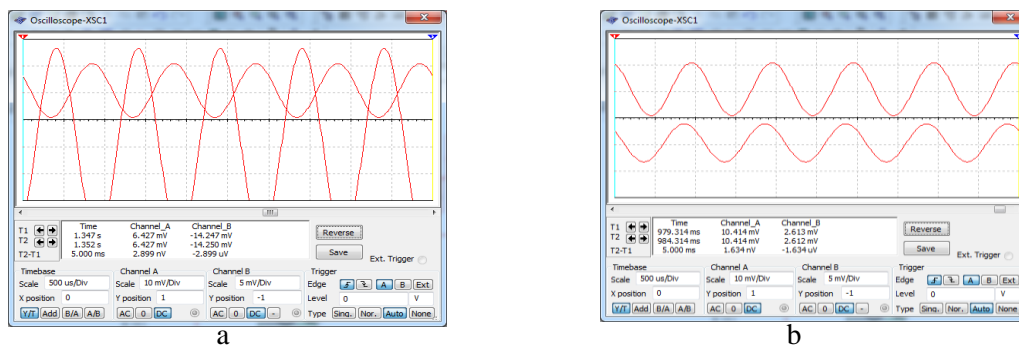 Oscilloscope-XSC1
T1
T2
T2-T1
Time Channel_A Channel_B
1.347 s 6.427 mV -14.247 mV
1.352 s 6.427 mV -14.250 mV
5.000 ms 2.899 nV -2.899 uV
Reverse
Save
Ext. Trigger
Timebase
Scale 500 us/Div
X position 0
Y/T Add B/A A/B
Channel A
Scale 10 mV/Div
Y position 1
AC 0 DC
Channel B
Scale 5 mV/Div
Y position -1
AC 0 DC -
Trigger
Edge A B Ext
Level 0 V
Type Sing. Nor. Auto None
a
Oscilloscope-XSC1
T1
T2
T2-T1
Time Channel_A Channel_B
979.314 ms 10.414 mV 2.613 mV
984.314 ms 10.414 mV 2.612 mV
5.000 ms 1.634 nV -1.634 uV
Reverse
Save
Ext. Trigger
Timebase
Scale 500 us/Div
X position 0
Y/T Add B/A A/B
Channel A
Scale 10 mV/Div
Y position 1
AC 0 DC
Channel B
Scale 5 mV/Div
Y position -1
AC 0 DC -
Trigger
Edge A B Ext
Level 0 V
Type Sing. Nor. Auto None
b